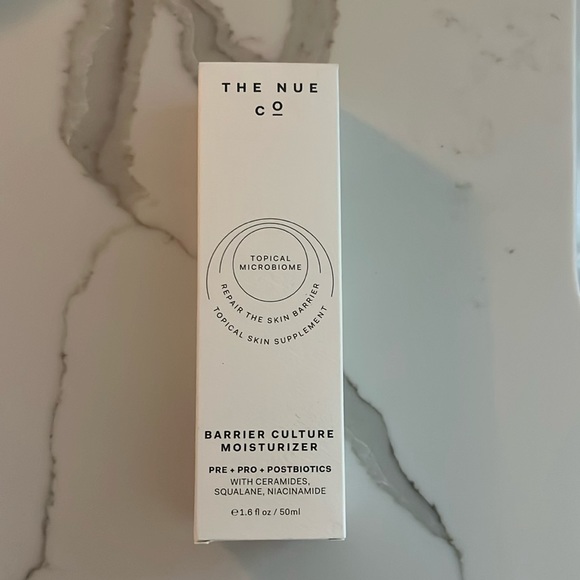 THE NUE
CO
TOPICAL
MICROBIOME
REPAIR THE SKIN BARRIER
TOPICAL SKIN SUPPLEMENT
BARRIER CULTURE
MOISTURIZER
PRE + PRO + POSTBIOTICS
WITH CERAMIDES,
SQUALANE, NIACINAMIDE
℮1.6 fl oz / 50ml